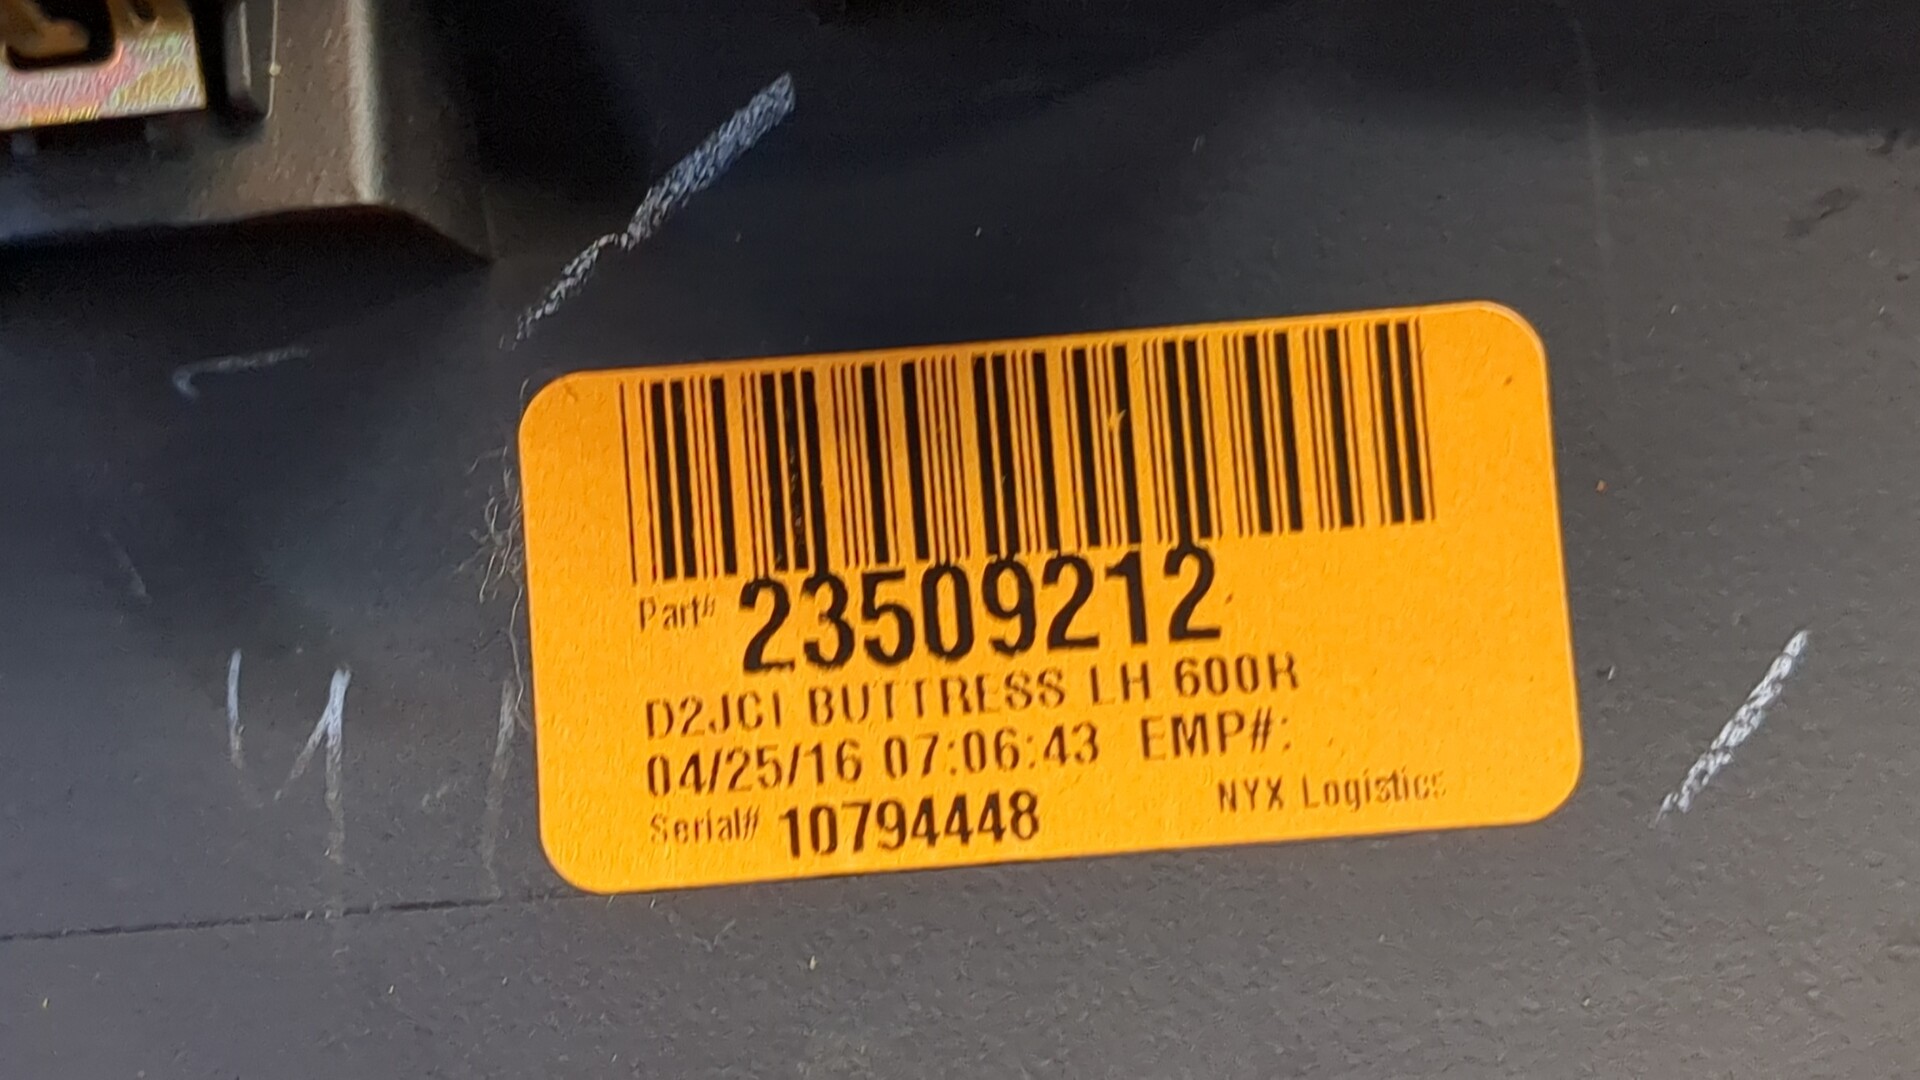 Part# 23509212
D2JCI BUTTRESS LH 600R
04/25/16 07:06:43 EMP#:
Serial# 10794448 NYX Logistics